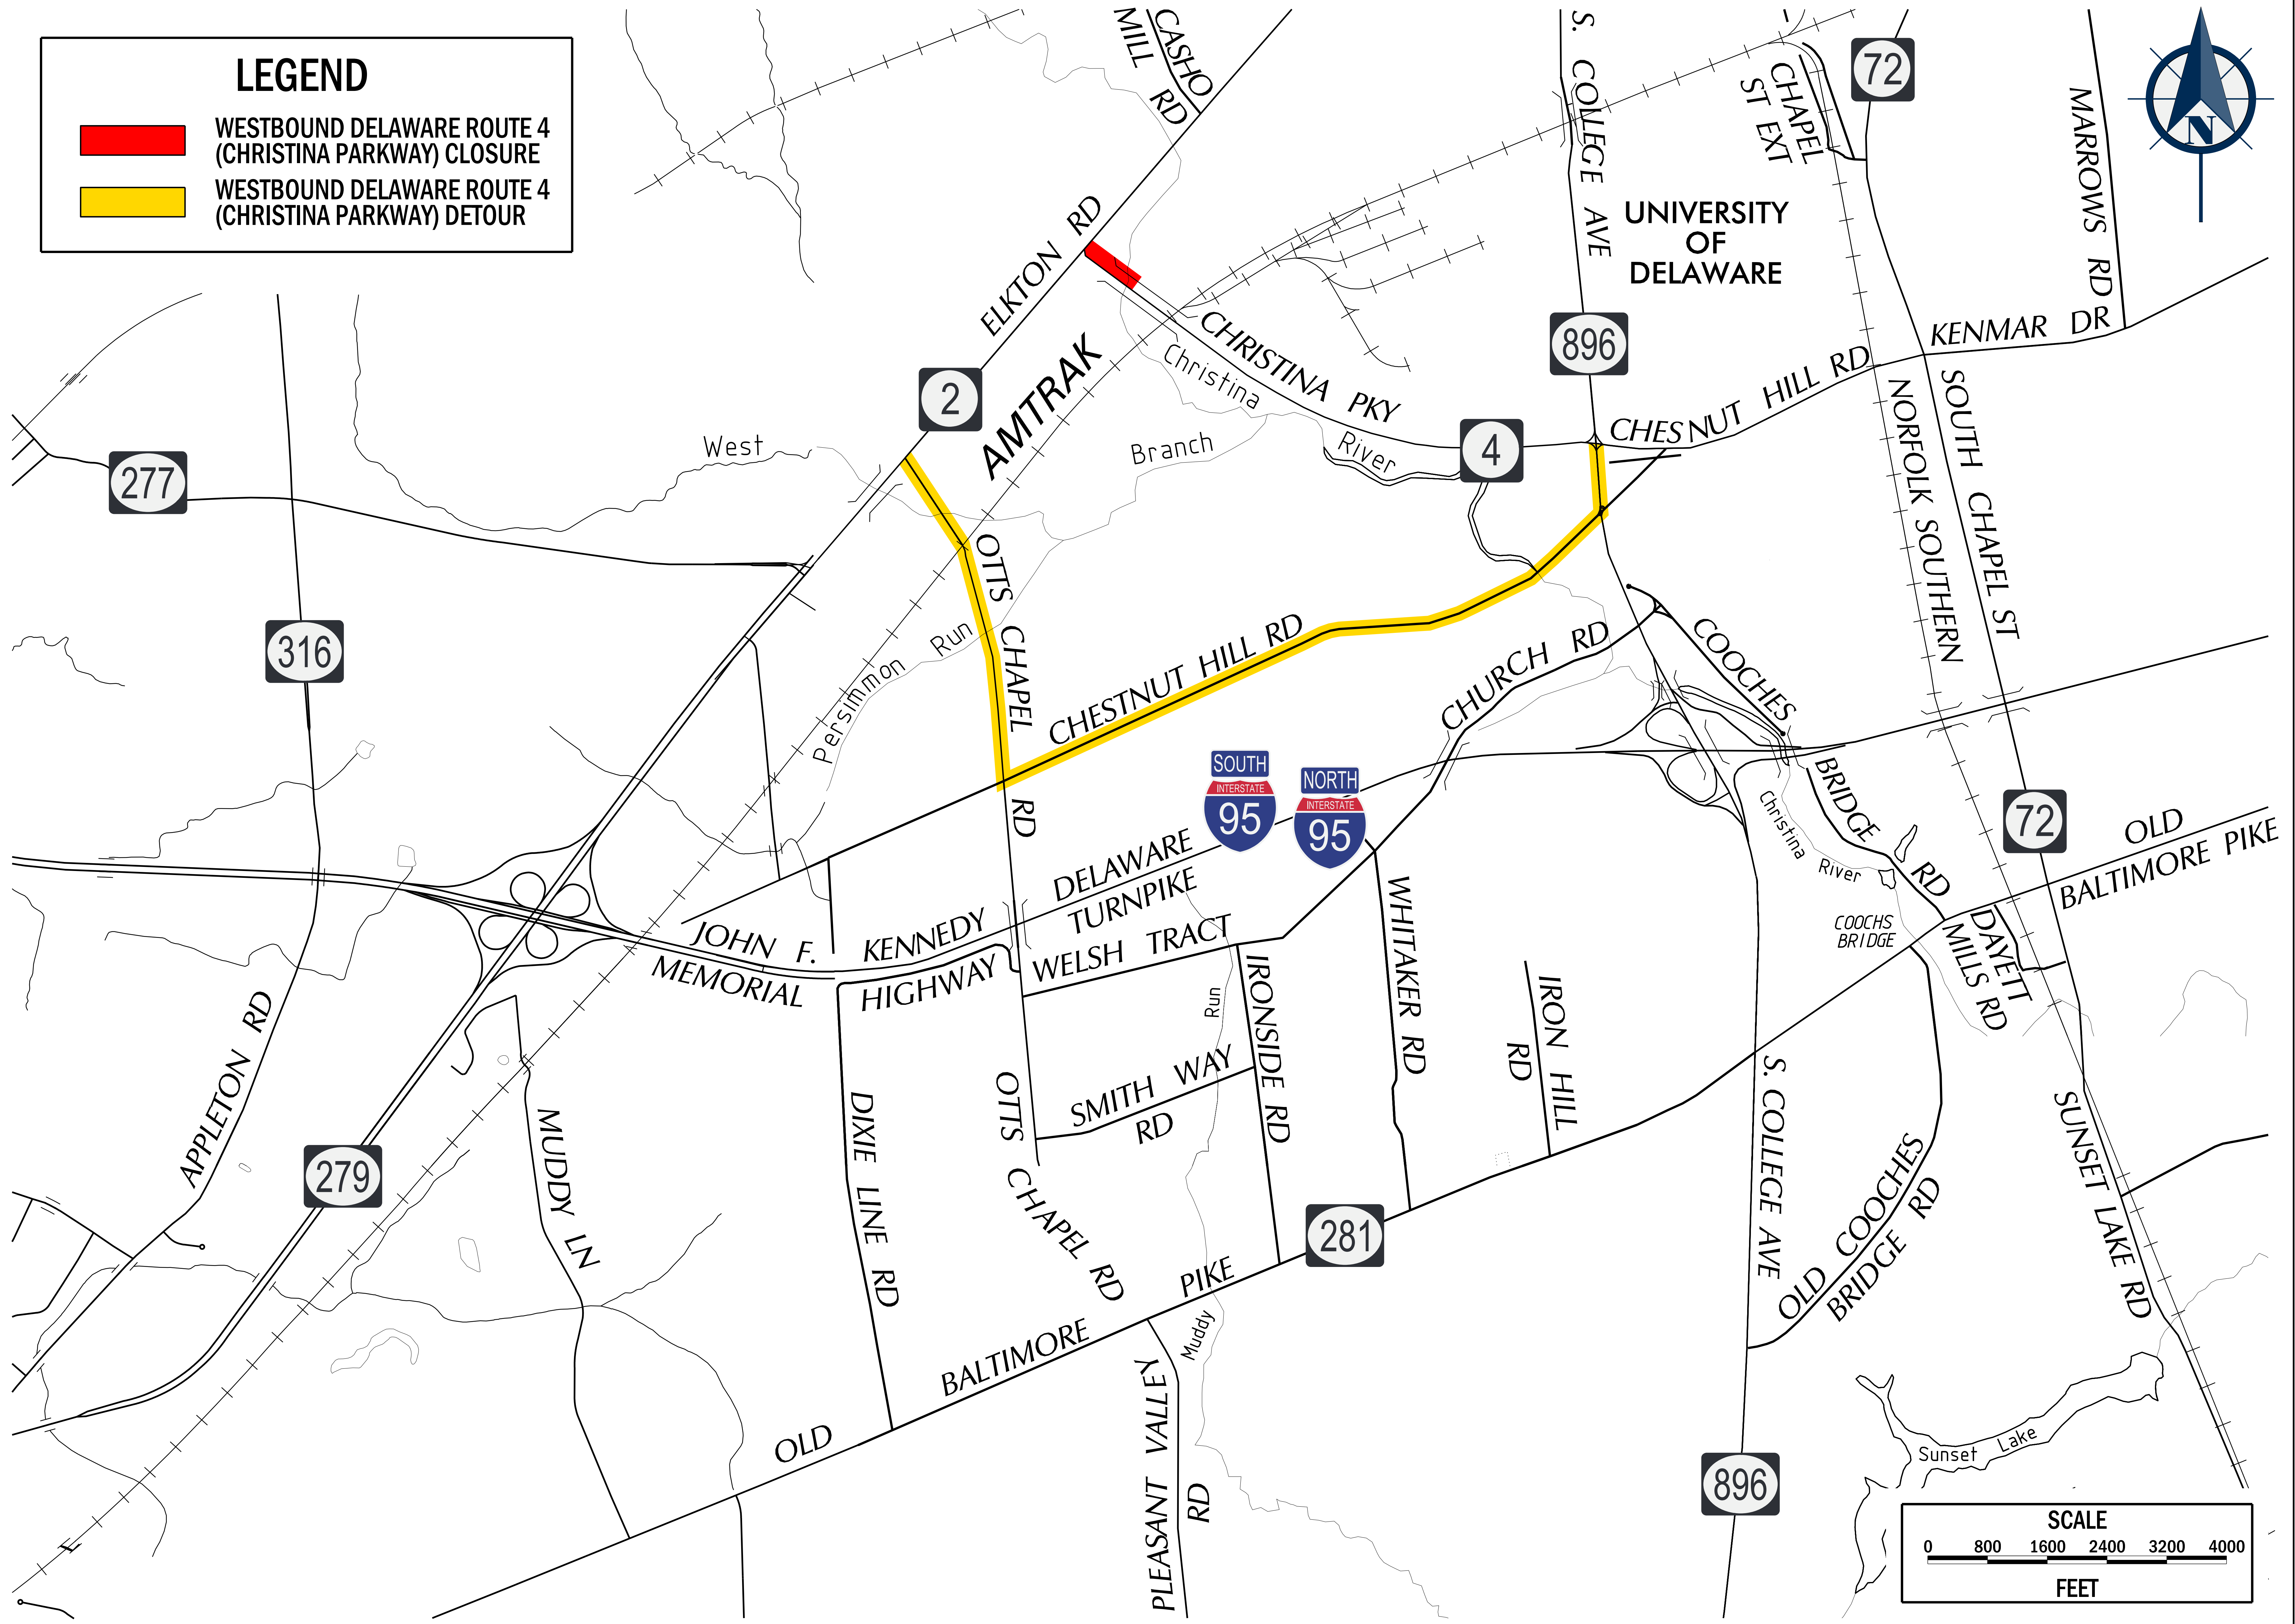 LEGEND
WESTBOUND DELAWARE ROUTE 4
(CHRISTINA PARKWAY) CLOSURE
WESTBOUND DELAWARE ROUTE 4
(CHRISTINA PARKWAY) DETOUR
CASHO
MILL RD
S. COLLEGE AVE
CHAPEL
ST EXT
72
MARROWS RD
N
UNIVERSITY
OF
DELAWARE
ELKTON RD
AMTRAK
CHRISTINA PKY
Christina
River
896
KENMAR DR
CHESNUT HILL RD
2
4
West
Branch
277
NORFOLK SOUTHERN
SOUTH CHAPEL ST
316
OTTS CHAPEL RD
Persimmon Run
CHESTNUT HILL RD
CHURCH RD
COOCHES
BRIDGE RD
SOUTH
INTERSTATE
95
NORTH
INTERSTATE
95
Christina
River
72
OLD
BALTIMORE PIKE
DELAWARE
TURNPIKE
JOHN F. KENNEDY
MEMORIAL HIGHWAY
WELSH TRACT
WHITAKER RD
COOCHS
BRIDGE
DAYETT
MILLS RD
APPLETON RD
IRONSIDE RD
Run
IRON HILL
RD
SMITH WAY
RD
OTTS CHAPEL RD
DIXIE LINE RD
MUDDY LN
279
S. COLLEGE AVE
OLD COOCHES
BRIDGE RD
SUNSET LAKE RD
281
OLD BALTIMORE PIKE
Muddy
PLEASANT VALLEY
RD
896
Sunset Lake
SCALE
0 800 1600 2400 3200 4000
FEET